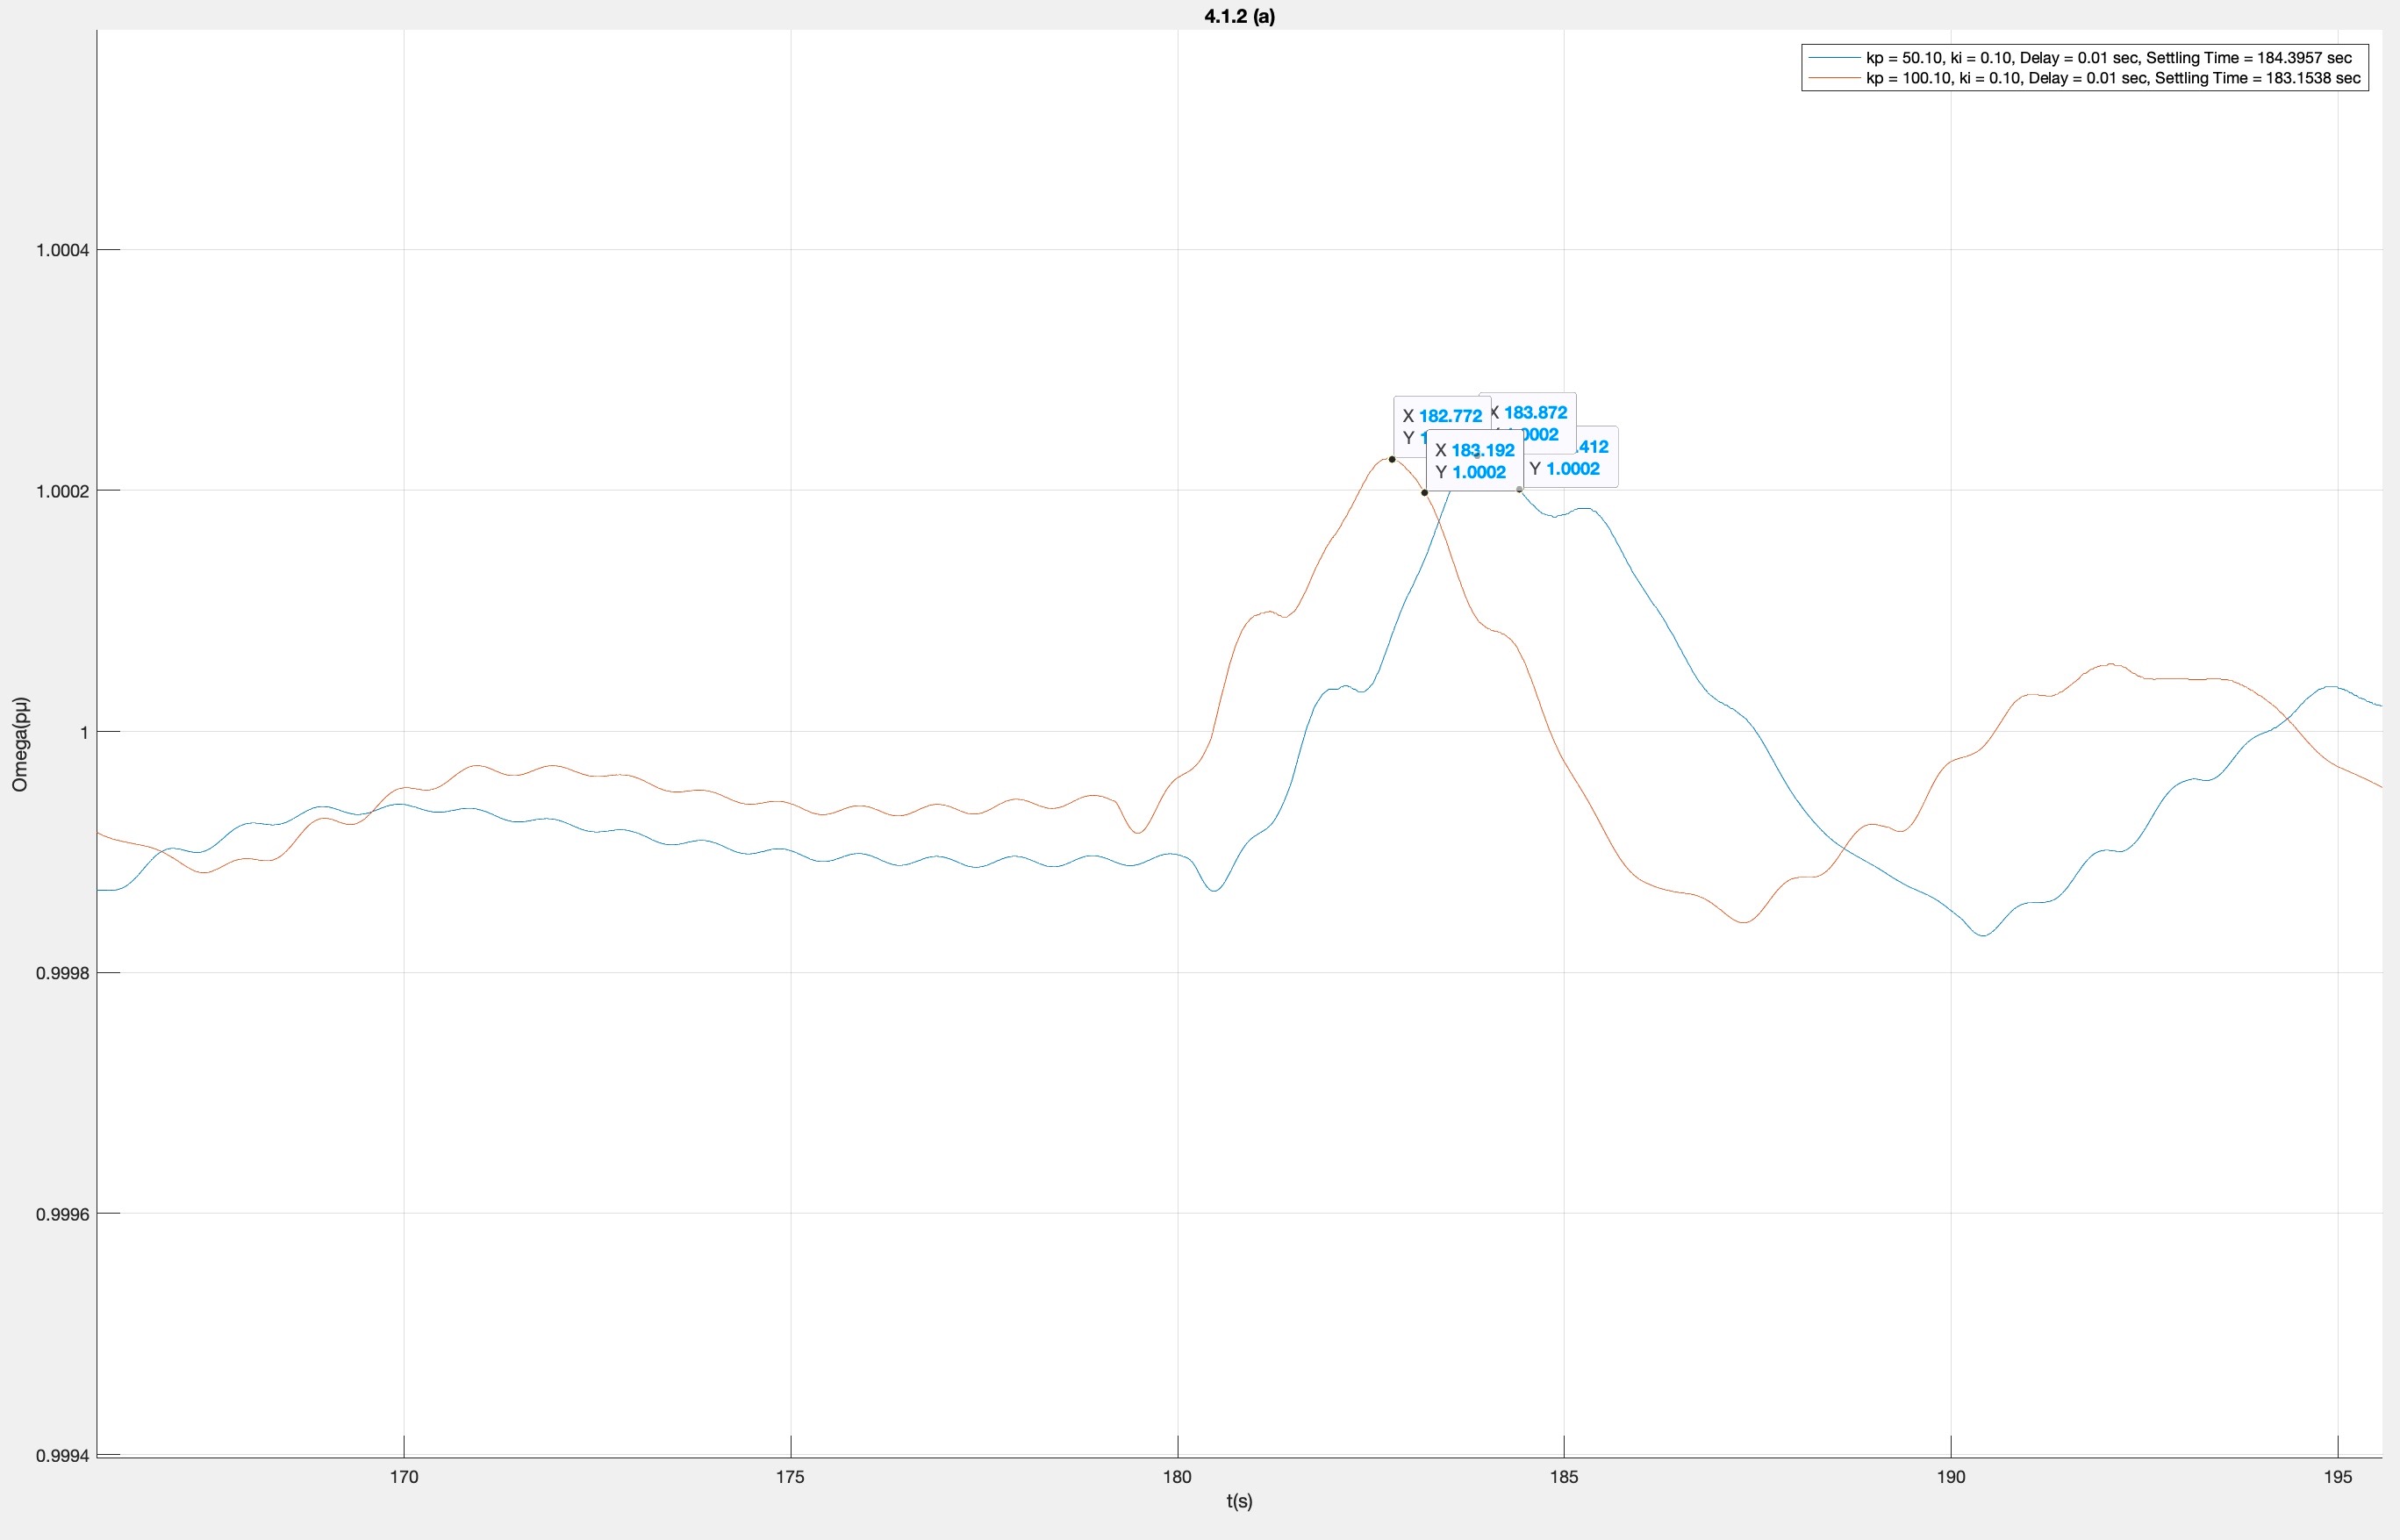 4.1.2 (a)
kp = 50.10, ki = 0.10, Delay = 0.01 sec, Settling Time = 184.3957 sec
kp = 100.10, ki = 0.10, Delay = 0.01 sec, Settling Time = 183.1538 sec
1.0004
1.0002
1
0.9998
0.9996
0.9994
Omega(pμ)
X 182.772
Y 1
X 183.872
0002
X 183.192
Y 1.0002
.412
Y 1.0002
170
175
180
185
190
195
t(s)